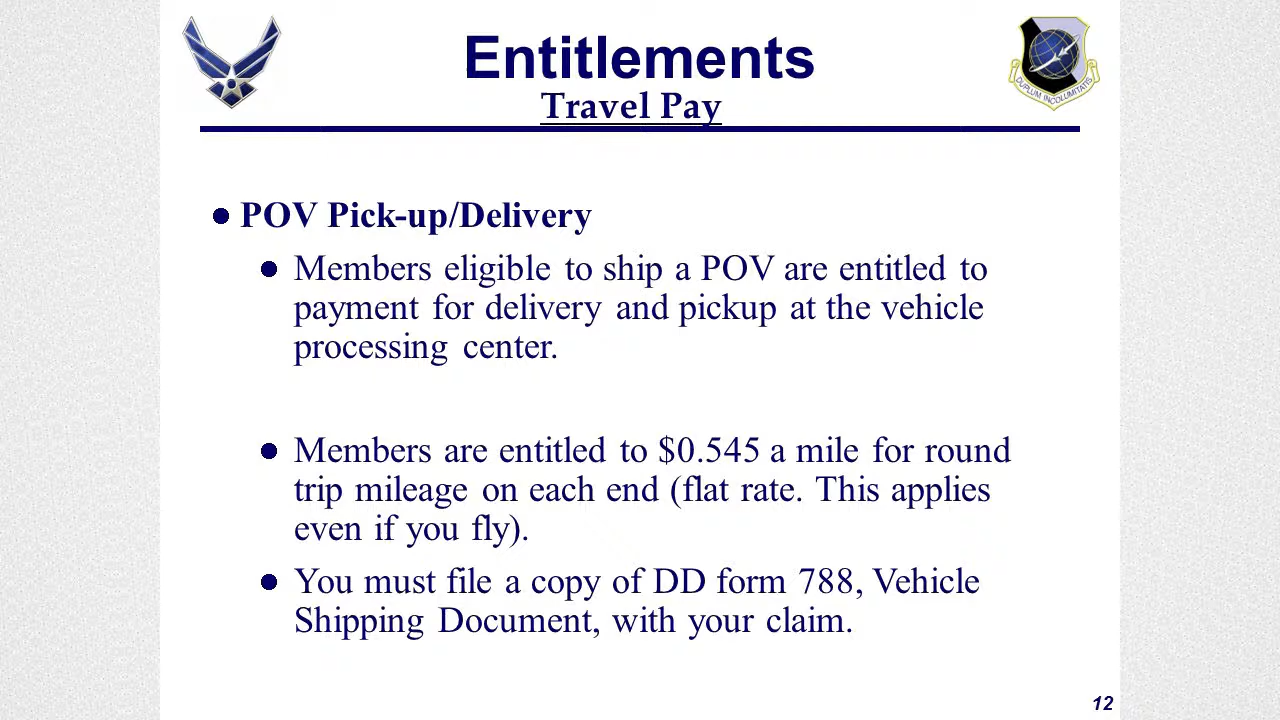 Entitlements
Travel Pay
DUPLUM INCOLUMITATIS
● POV Pick-up/Delivery
● Members eligible to ship a POV are entitled to
payment for delivery and pickup at the vehicle
processing center.
● Members are entitled to $0.545 a mile for round
trip mileage on each end (flat rate. This applies
even if you fly).
● You must file a copy of DD form 788, Vehicle
Shipping Document, with your claim.
12